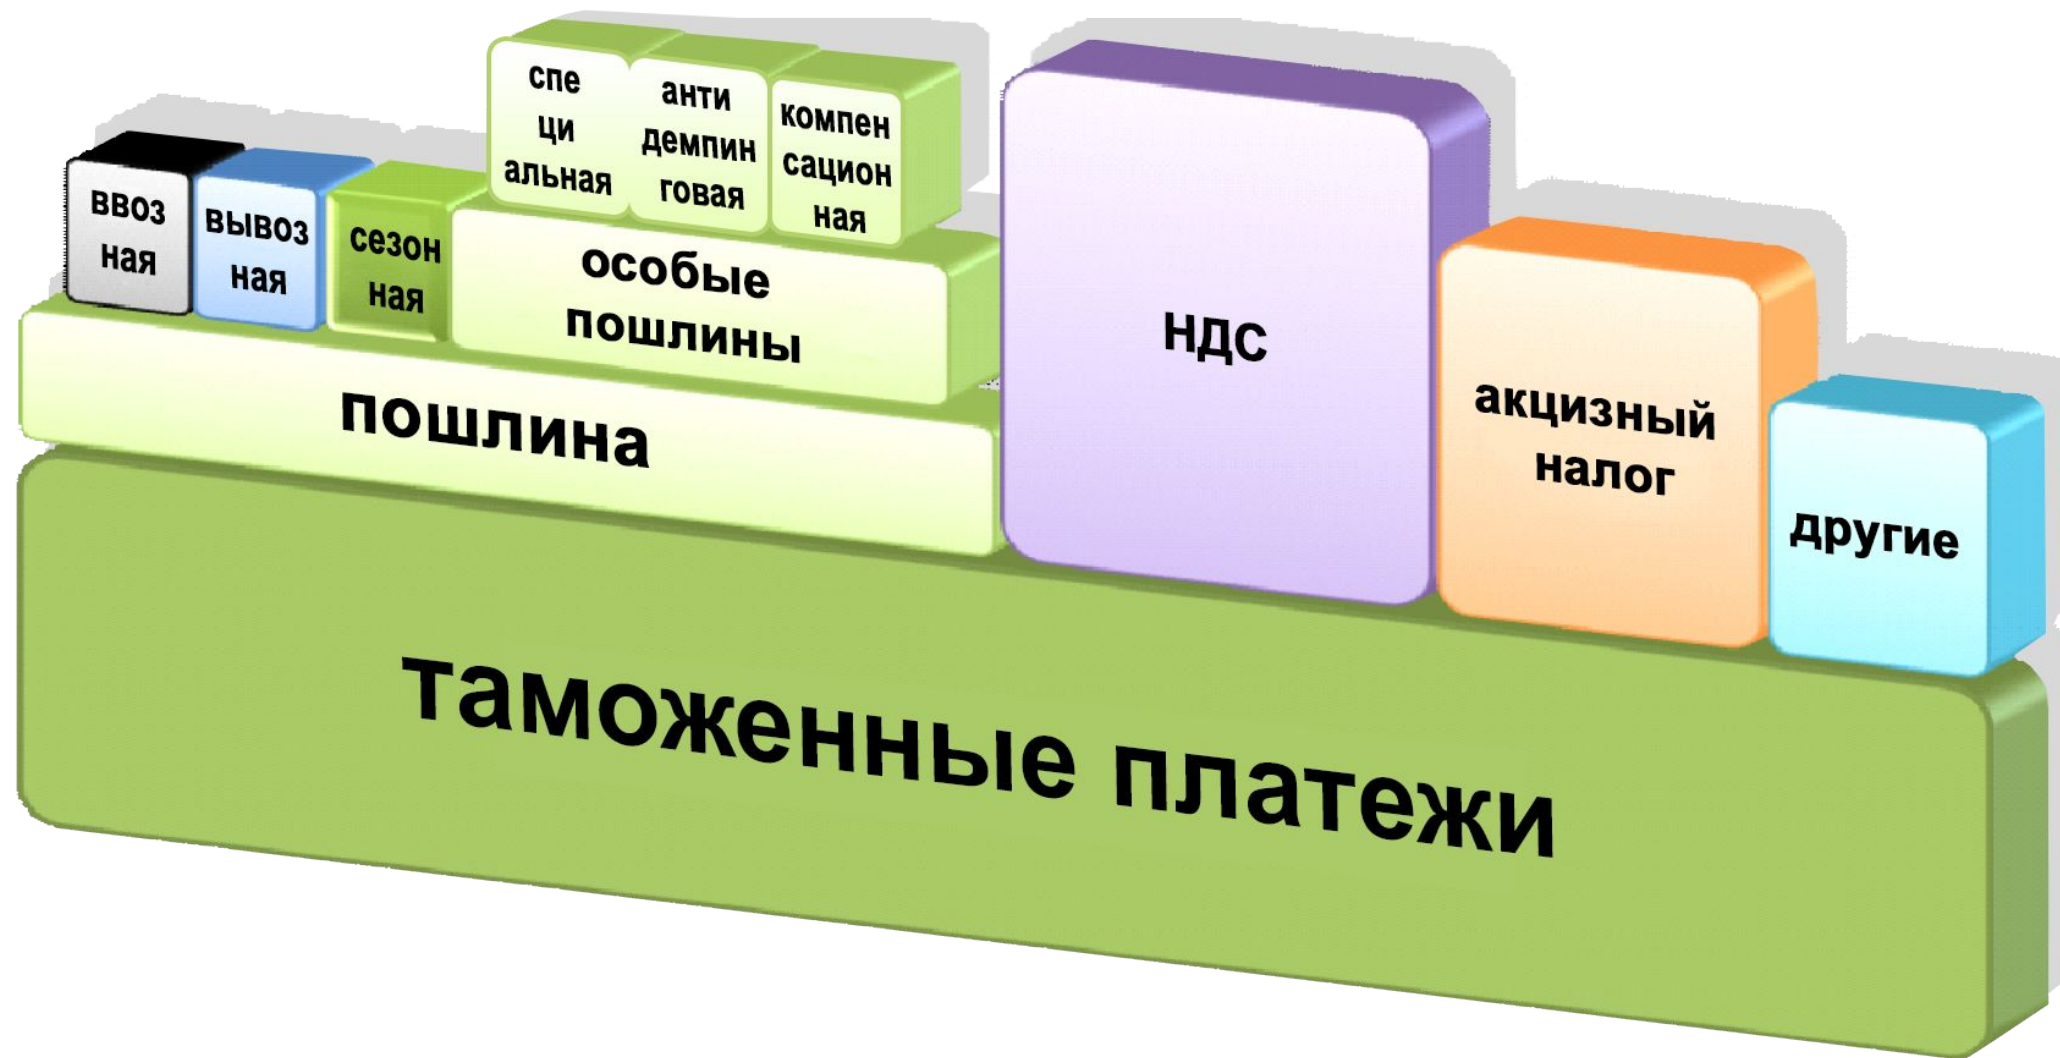 спе
ци
альная
анти
демпин
говая
компен
сацион
ная
ввоз
ная
вывоз
ная
сезон
ная
особые
пошлины
пошлина
НДС
акцизный
налог
другие
таможенные платежи